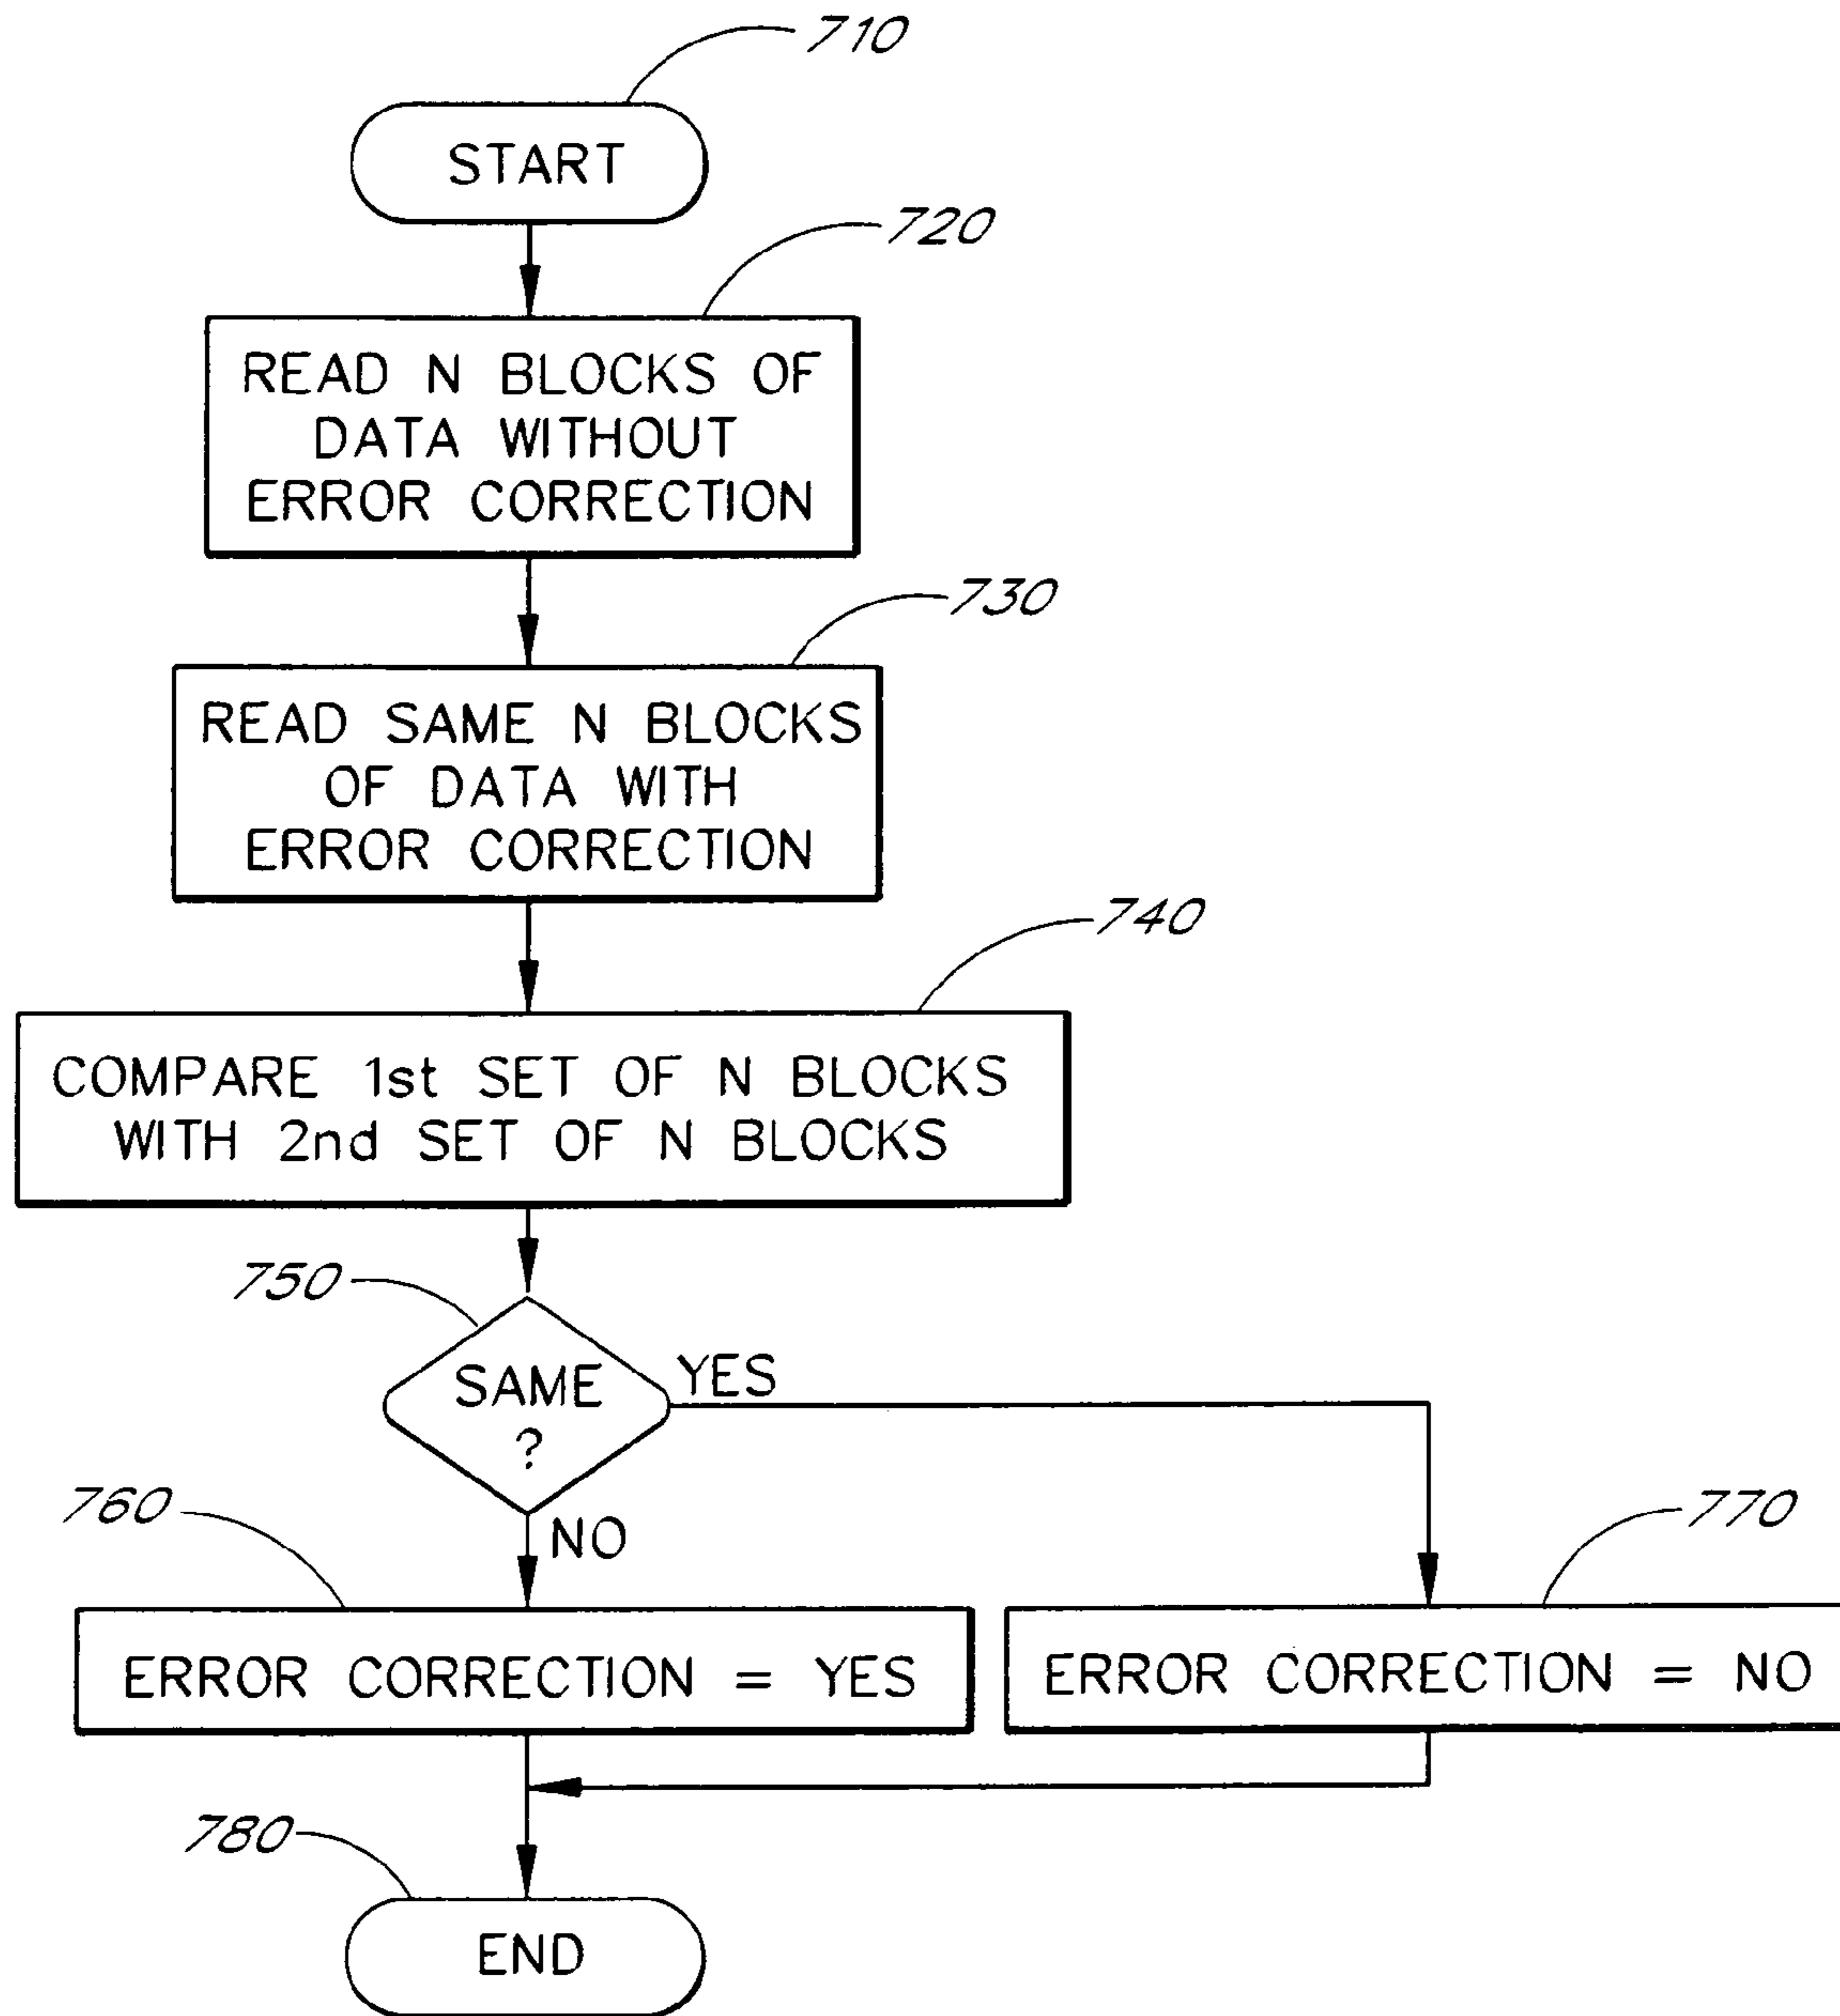 710
START
720
READ N BLOCKS OF
DATA WITHOUT
ERROR CORRECTION
730
READ SAME N BLOCKS
OF DATA WITH
ERROR CORRECTION
740
COMPARE 1st SET OF N BLOCKS
WITH 2nd SET OF N BLOCKS
750
SAME
?
YES
NO
760
ERROR CORRECTION = YES
770
ERROR CORRECTION = NO
780
END